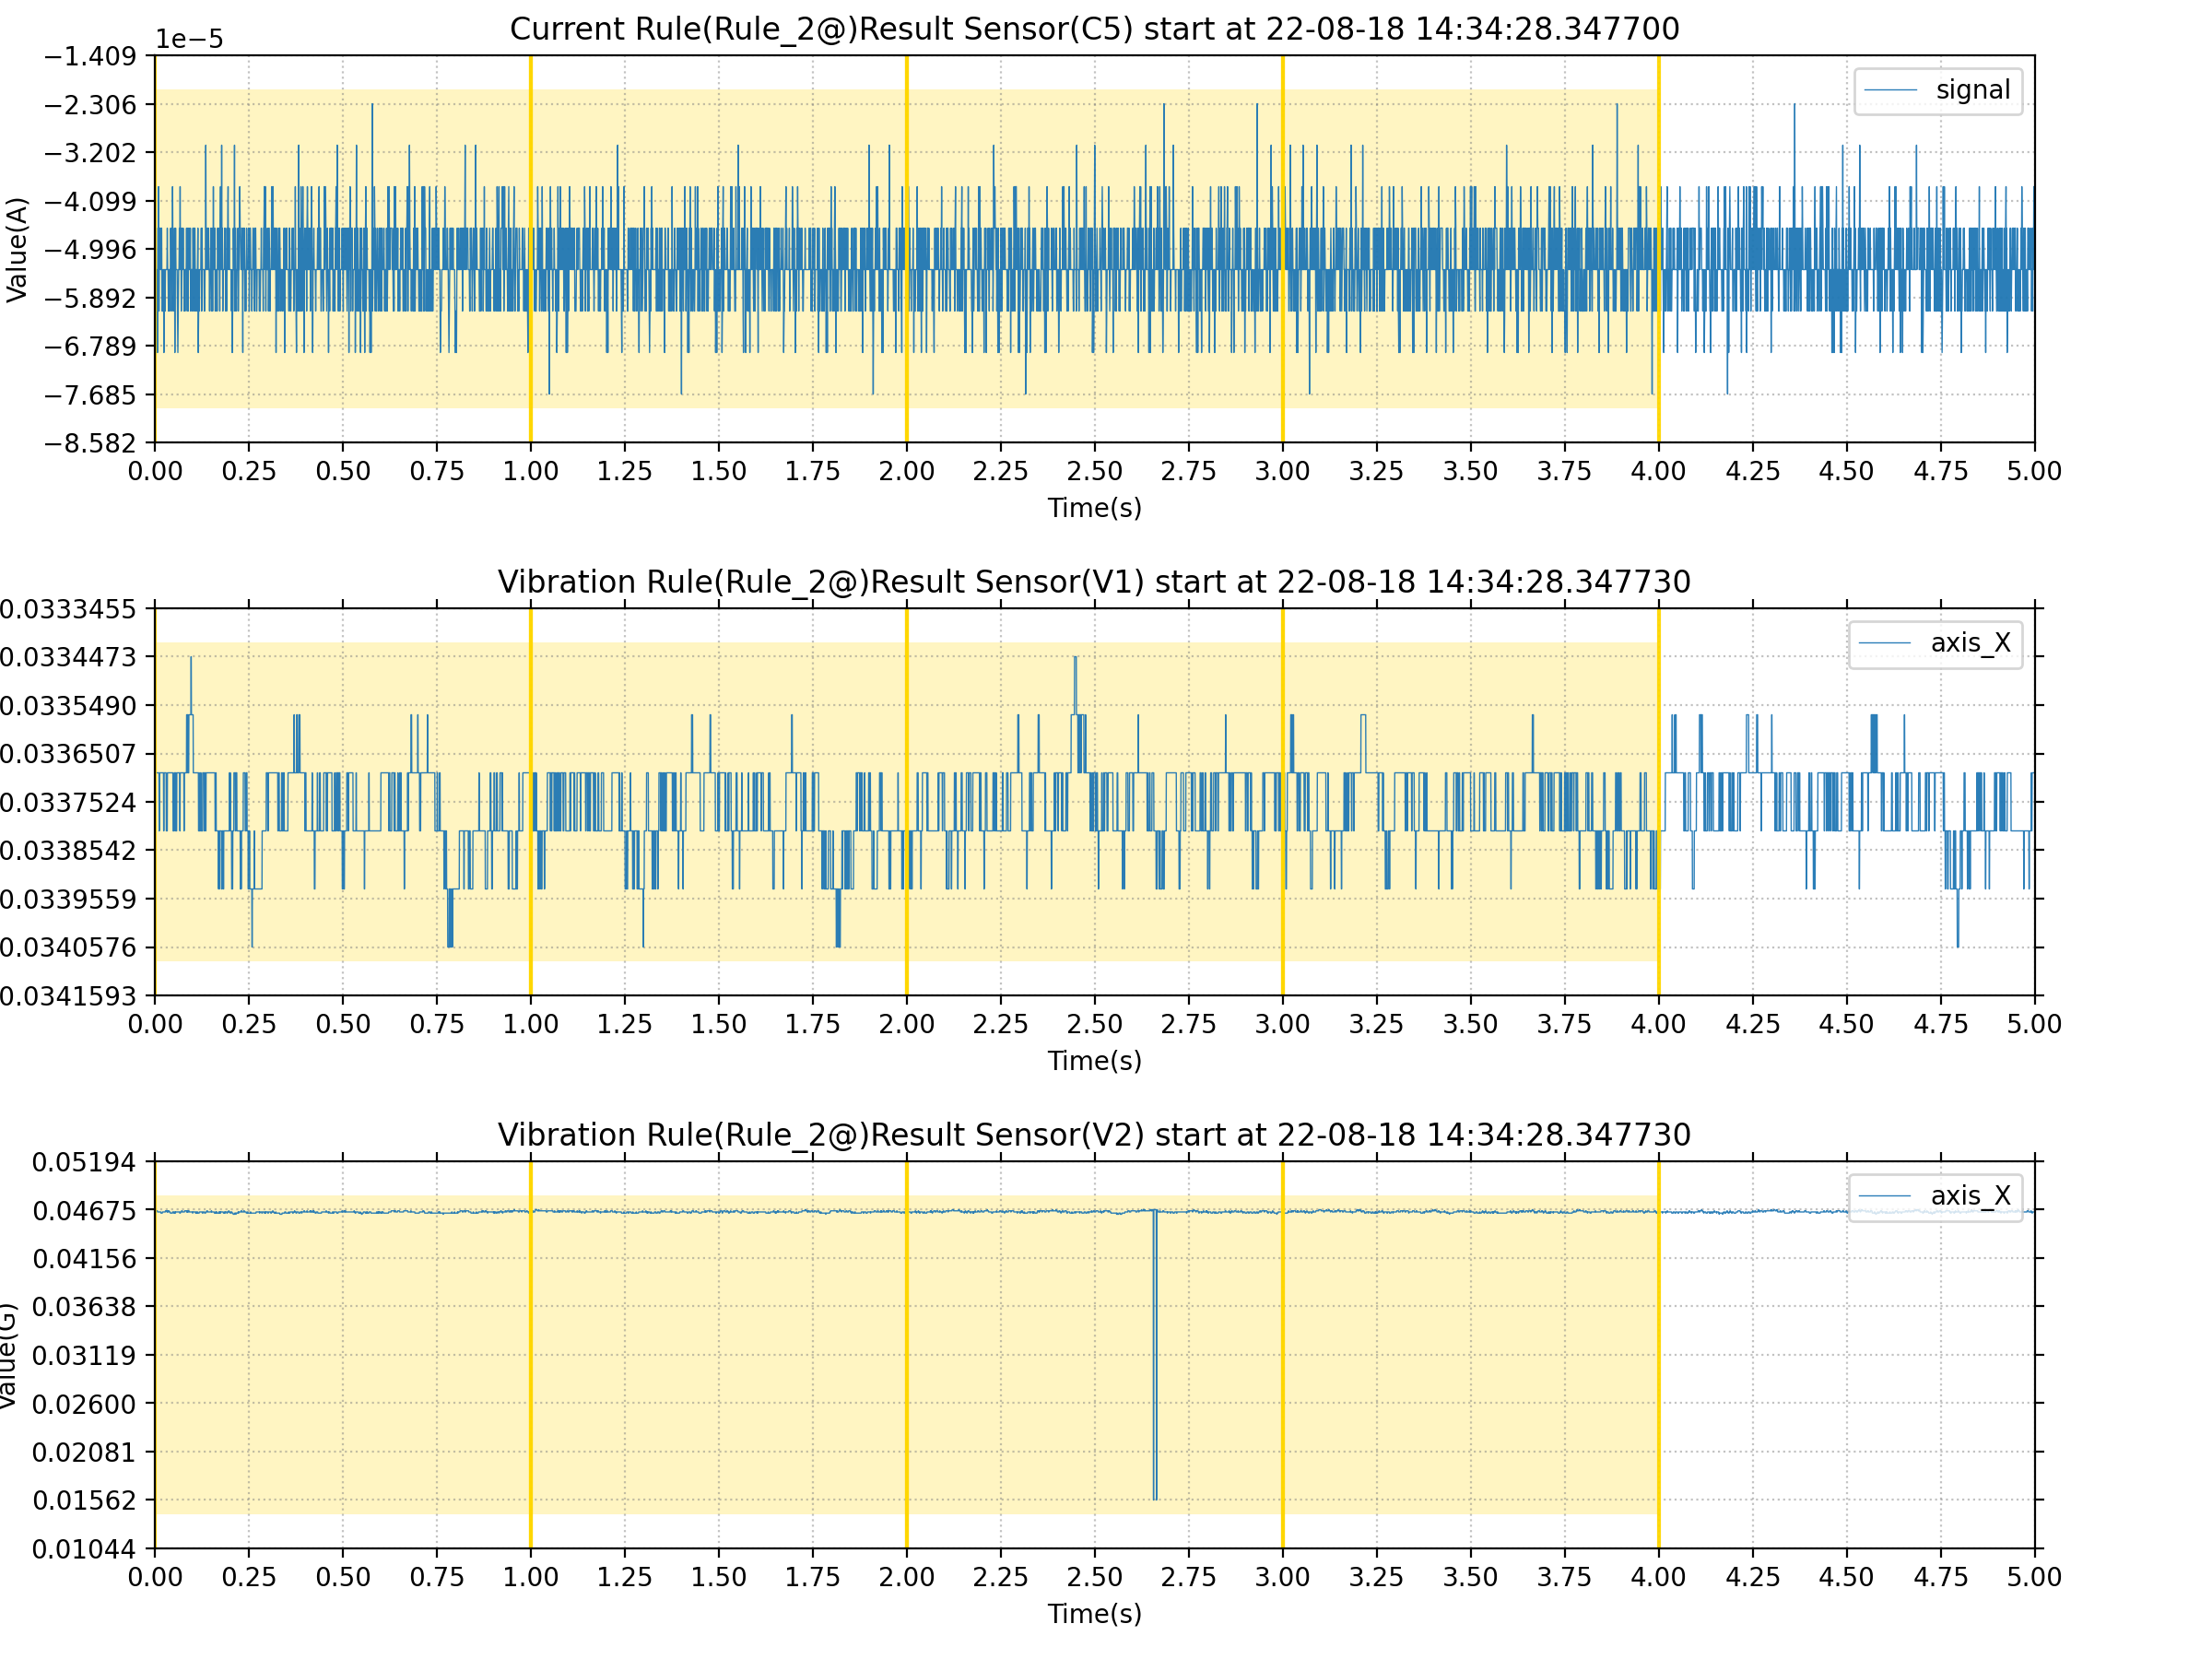 Current Rule(Rule_2@)Result Sensor(C5) start at 22-08-18 14:34:28.347700
1e−5
−1.409
−2.306
−3.202
−4.099
−4.996
−5.892
−6.789
−7.685
−8.582
Value(A)
signal
0.00 0.25 0.50 0.75 1.00 1.25 1.50 1.75 2.00 2.25 2.50 2.75 3.00 3.25 3.50 3.75 4.00 4.25 4.50 4.75 5.00
Time(s)
Vibration Rule(Rule_2@)Result Sensor(V1) start at 22-08-18 14:34:28.347730
0.0333455
0.0334473
0.0335490
0.0336507
0.0337524
0.0338542
0.0339559
0.0340576
0.0341593
axis_X
0.00 0.25 0.50 0.75 1.00 1.25 1.50 1.75 2.00 2.25 2.50 2.75 3.00 3.25 3.50 3.75 4.00 4.25 4.50 4.75 5.00
Time(s)
Vibration Rule(Rule_2@)Result Sensor(V2) start at 22-08-18 14:34:28.347730
0.05194
0.04675
0.04156
0.03638
0.03119
0.02600
0.02081
0.01562
0.01044
Value(G)
axis_X
0.00 0.25 0.50 0.75 1.00 1.25 1.50 1.75 2.00 2.25 2.50 2.75 3.00 3.25 3.50 3.75 4.00 4.25 4.50 4.75 5.00
Time(s)